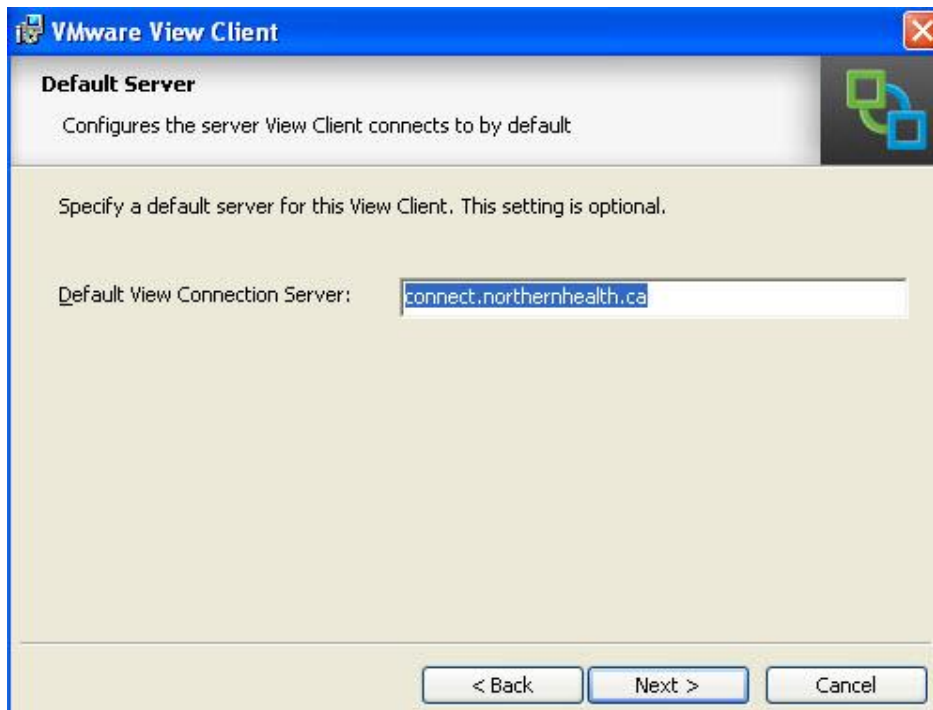 VMware View Client
Default Server
Configures the server View Client connects to by default
Specify a default server for this View Client. This setting is optional.
Default View Connection Server: connect.northernhealth.ca
< Back Next > Cancel